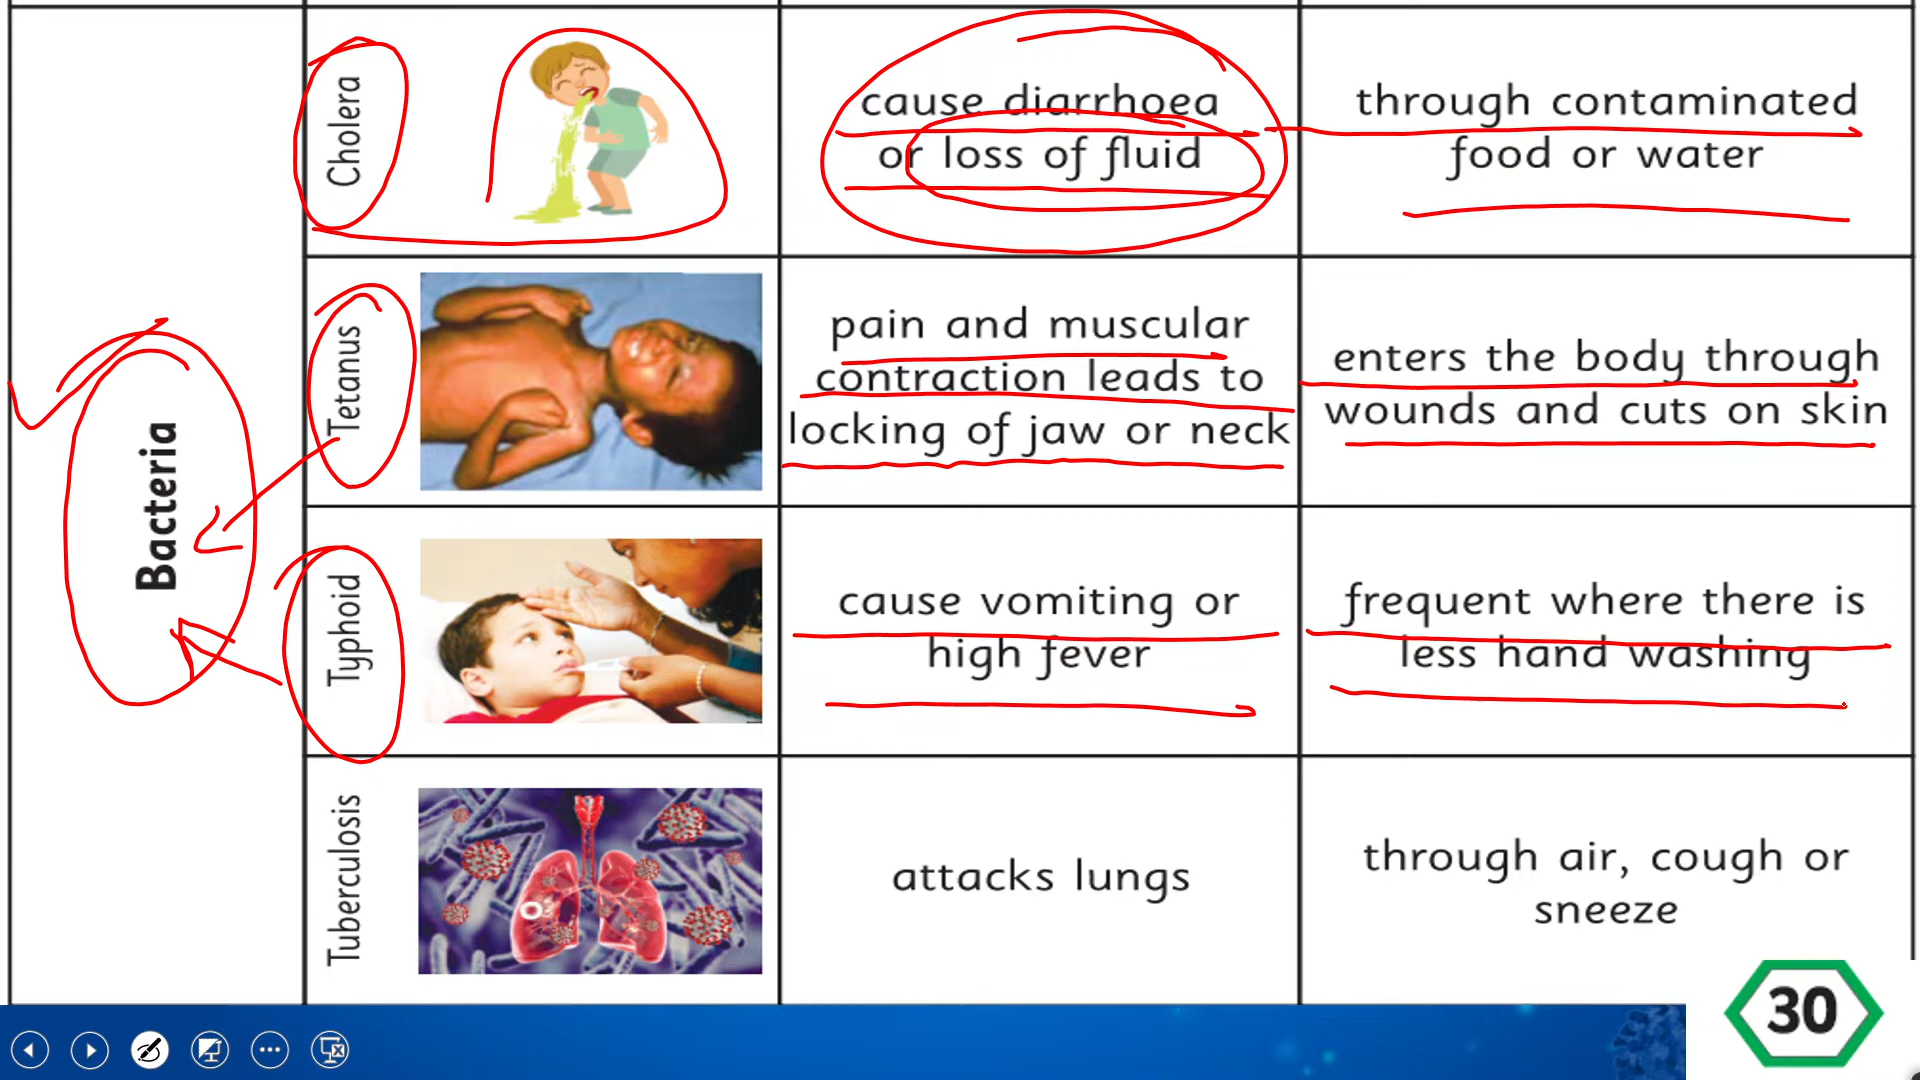 Bacteria
Cholera
cause diarrhoea
or loss of fluid
through contaminated
food or water
Tetanus
pain and muscular
contraction leads to
locking of jaw or neck
enters the body through
wounds and cuts on skin
Typhoid
cause vomiting or
high fever
frequent where there is
less hand washing
Tuberculosis
attacks lungs
through air, cough or
sneeze
30